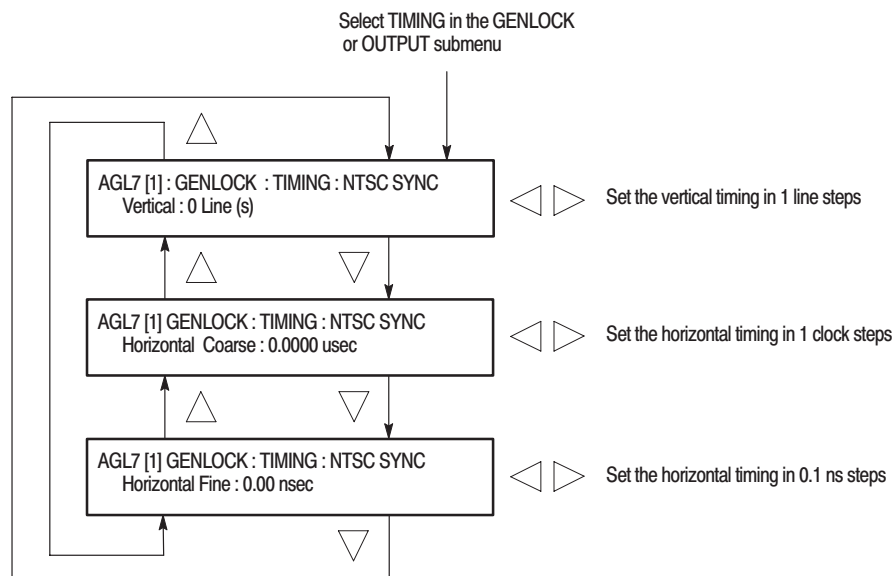 Select TIMING in the GENLOCK
or OUTPUT submenu
AGL7 [1] : GENLOCK : TIMING : NTSC SYNC
Vertical : 0 Line (s)
Set the vertical timing in 1 line steps
AGL7 [1] GENLOCK : TIMING : NTSC SYNC
Horizontal Coarse : 0.0000 usec
Set the horizontal timing in 1 clock steps
AGL7 [1] GENLOCK : TIMING : NTSC SYNC
Horizontal Fine : 0.00 nsec
Set the horizontal timing in 0.1 ns steps